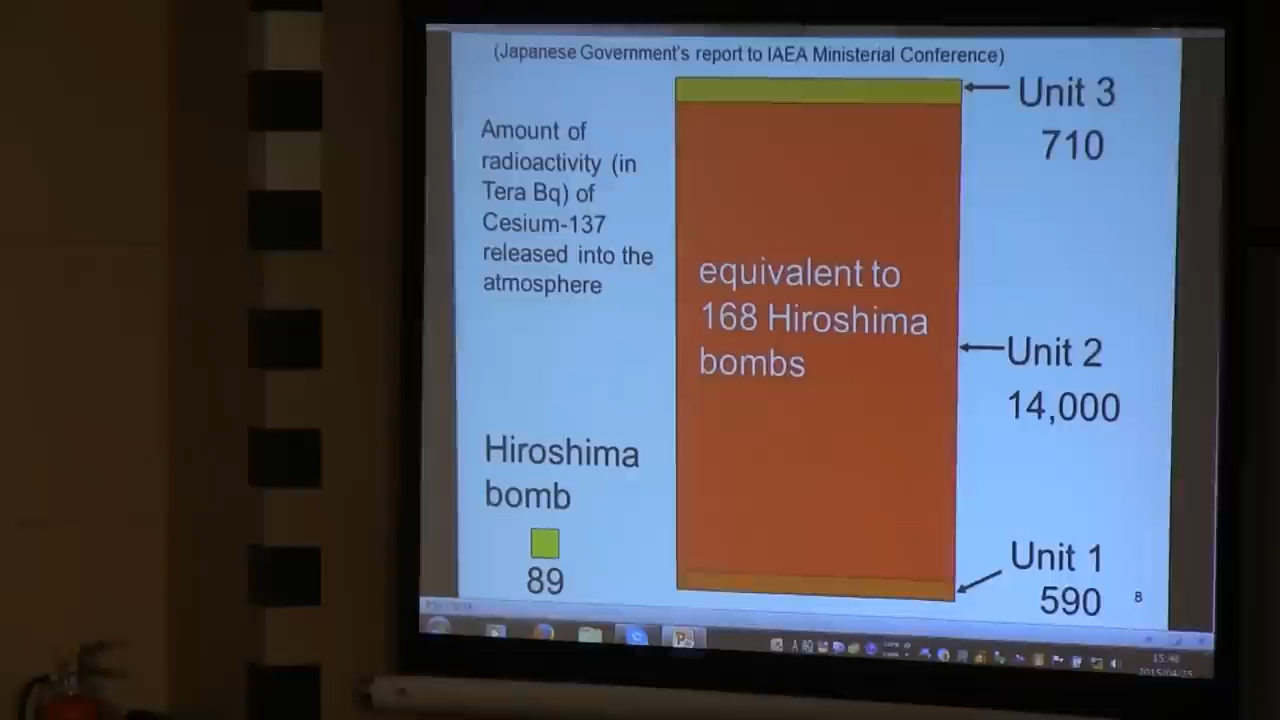 (Japanese Government's report to IAEA Ministerial Conference)
Amount of
radioactivity (in
Tera Bq) of
Cesium-137
released into the
atmosphere
Hiroshima
bomb
89
equivalent to
168 Hiroshima
bombs
Unit 3
710
Unit 2
14,000
Unit 1
590
8
15:46